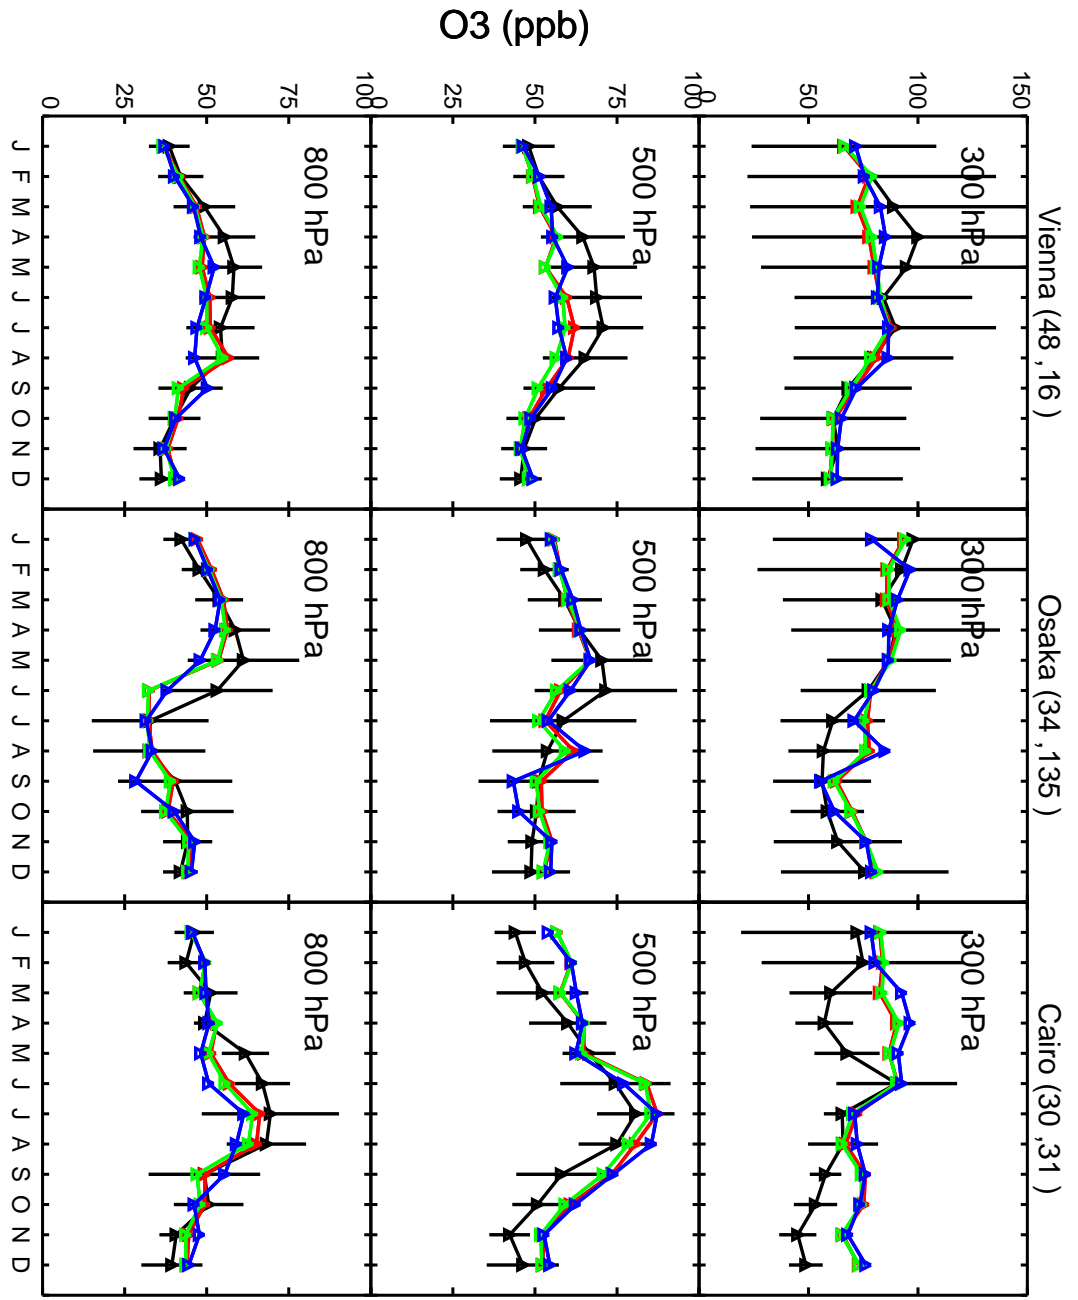 O3 (ppb)
Vienna (48 ,16 ) Osaka (34 ,135 ) Cairo (30 ,31 )
150
300 hPa 300 hPa 300 hPa
100
50
0
100
500 hPa 500 hPa 500 hPa
75
50
25
0
100
800 hPa 800 hPa 800 hPa
75
50
25
0
J F M A M J J A S O N D J F M A M J J A S O N D J F M A M J J A S O N D